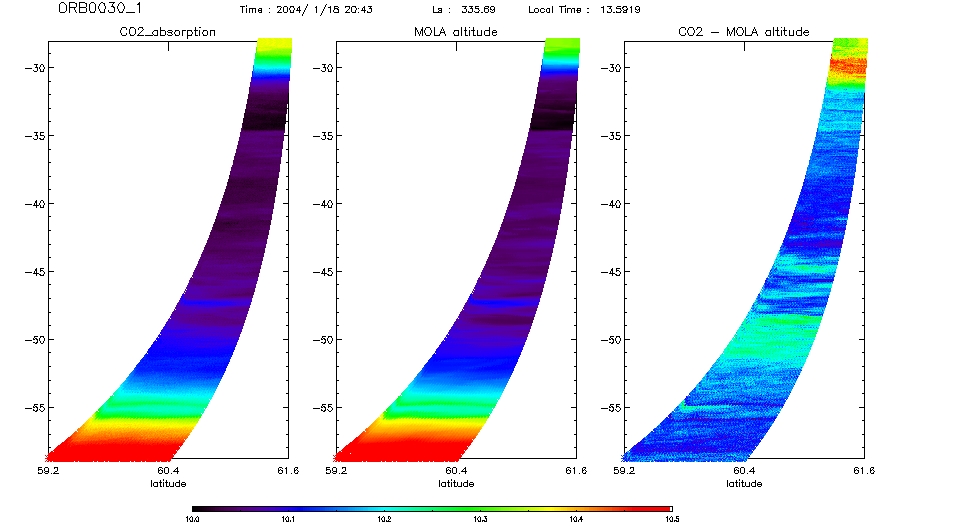 ORB0030_1
Time : 2004/ 1/18 20:43 Ls : 335.69 Local Time : 13.5919
CO2_absorption MOLA altitude CO2 - MOLA altitude
-30 -30 -30
-35 -35 -35
-40 -40 -40
-45 -45 -45
-50 -50 -50
-55 -55 -55
59.2 60.4 61.6 59.2 60.4 61.6 59.2 60.4 61.6
latitude latitude latitude
10.0 10.1 10.2 10.3 10.4 10.5